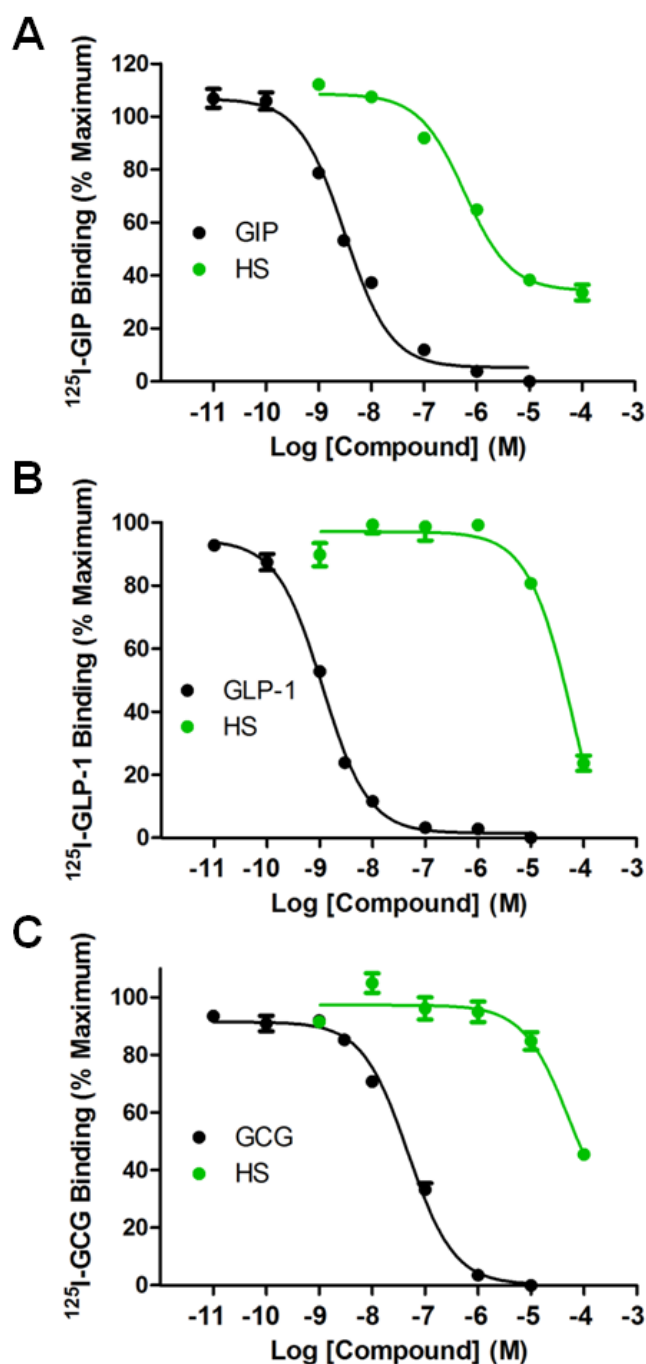 A
¹²⁵I-GIP Binding (% Maximum)
120
100
80
60
40
20
0
GIP
HS
-11 -10 -9 -8 -7 -6 -5 -4 -3
Log [Compound] (M)
B
¹²⁵I-GLP-1 Binding (% Maximum)
100
80
60
40
20
0
GLP-1
HS
-11 -10 -9 -8 -7 -6 -5 -4 -3
Log [Compound] (M)
C
¹²⁵I-GCG Binding (% Maximum)
100
80
60
40
20
0
GCG
HS
-11 -10 -9 -8 -7 -6 -5 -4 -3
Log [Compound] (M)